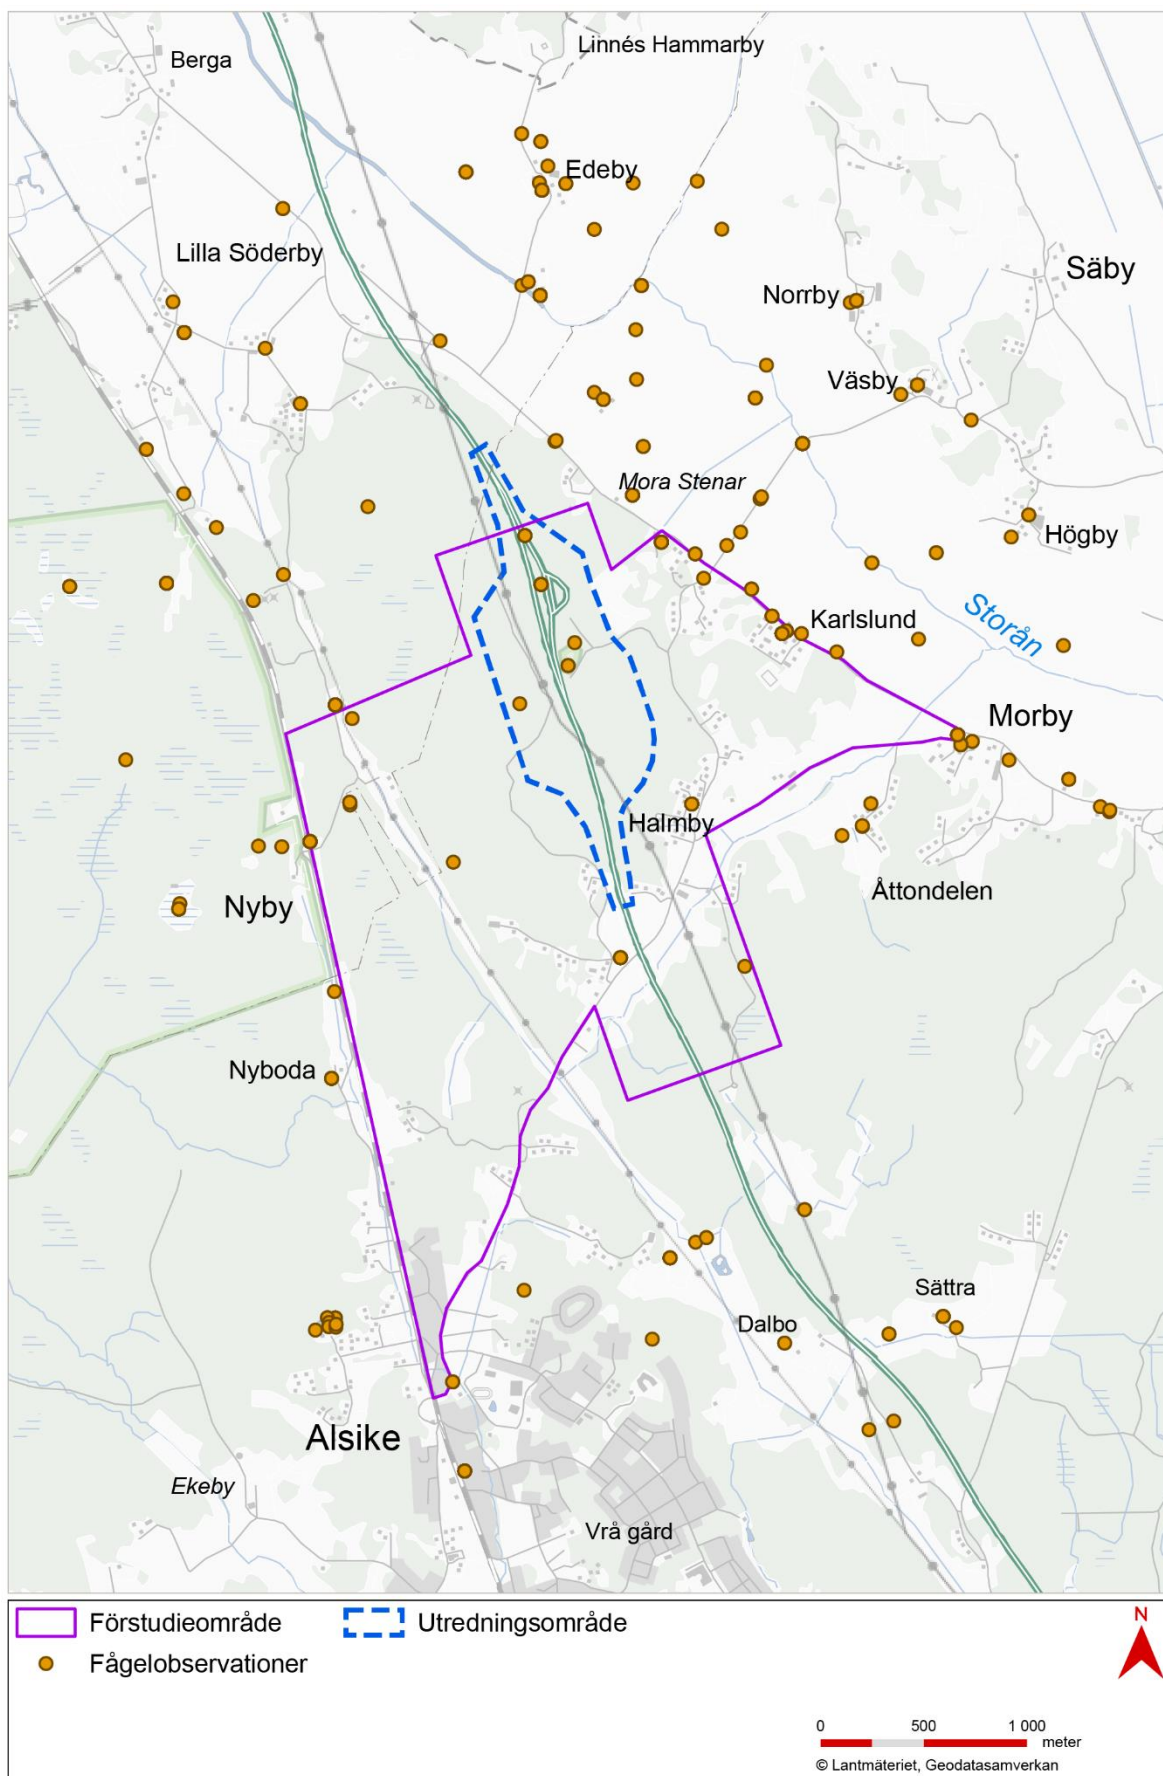 Linnés Hammarby
Berga
Edeby
Lilla Söderby
Säby
Norrby
Väsby
Mora Stenar
Högby
Storån
Karlslund
Morby
Halmby
Åttondelen
Nyby
Nyboda
Sättra
Dalbo
Alsike
Ekeby
Vrå gård
Förstudieområde
Utredningsområde
Fågelobservationer
N
0 500 1 000
meter
© Lantmäteriet, Geodatasamverkan